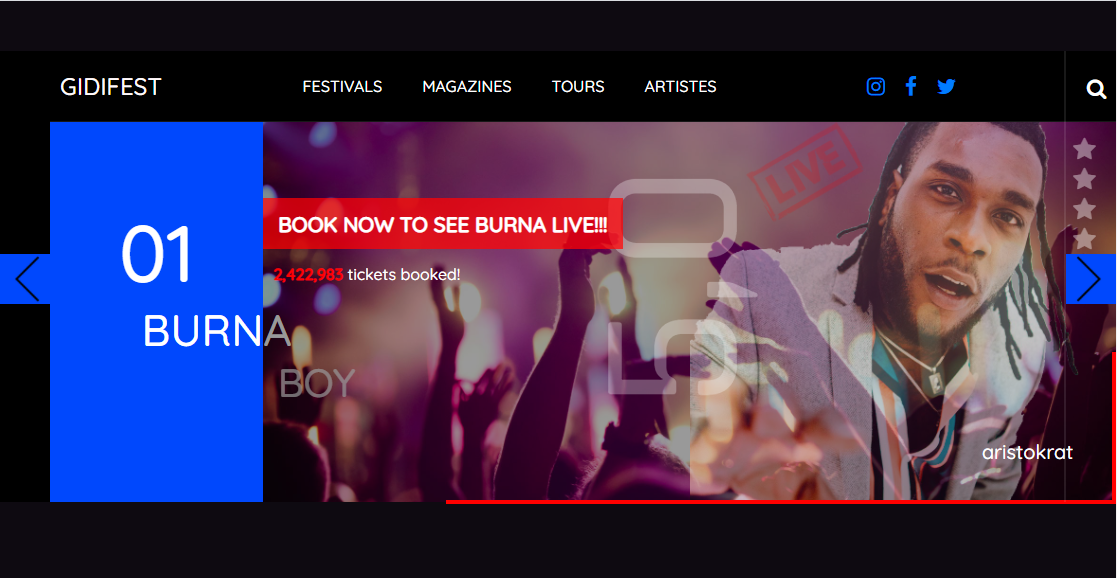 GIDIFEST
FESTIVALS MAGAZINES TOURS ARTISTES
LIVE
BOOK NOW TO SEE BURNA LIVE!!!
01
2,422,983 tickets booked!
BURNA
BOY
aristokrat